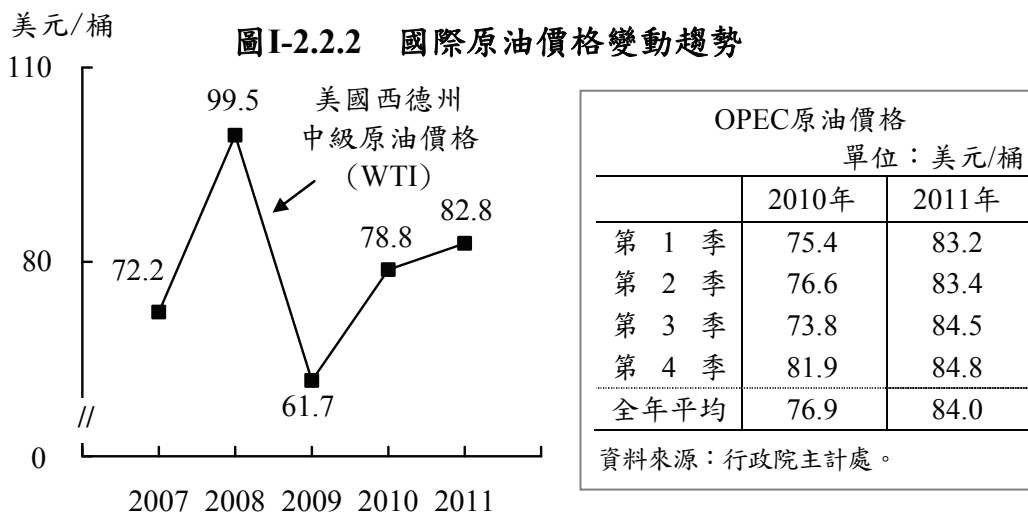 美元/桶
圖I-2.2.2 國際原油價格變動趨勢
110
80
0
//
美國西德州
中級原油價格
（WTI）
72.2
99.5
61.7
78.8
82.8
2007 2008 2009 2010 2011
OPEC原油價格
單位：美元/桶
2010年 2011年
第 1 季 75.4 83.2
第 2 季 76.6 83.4
第 3 季 73.8 84.5
第 4 季 81.9 84.8
全年平均 76.9 84.0
資料來源：行政院主計處。